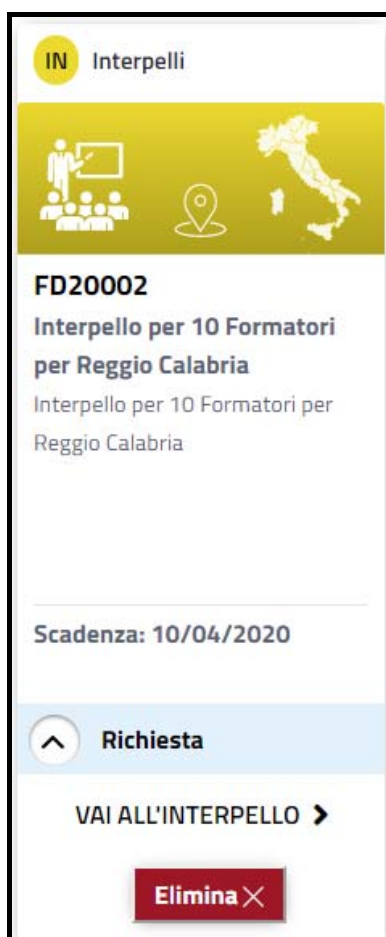 IN Interpelli
FD20002
Interpello per 10 Formatori
per Reggio Calabria
Interpello per 10 Formatori per
Reggio Calabria
Scadenza: 10/04/2020
Richiesta
VAI ALL'INTERPELLO
Elimina